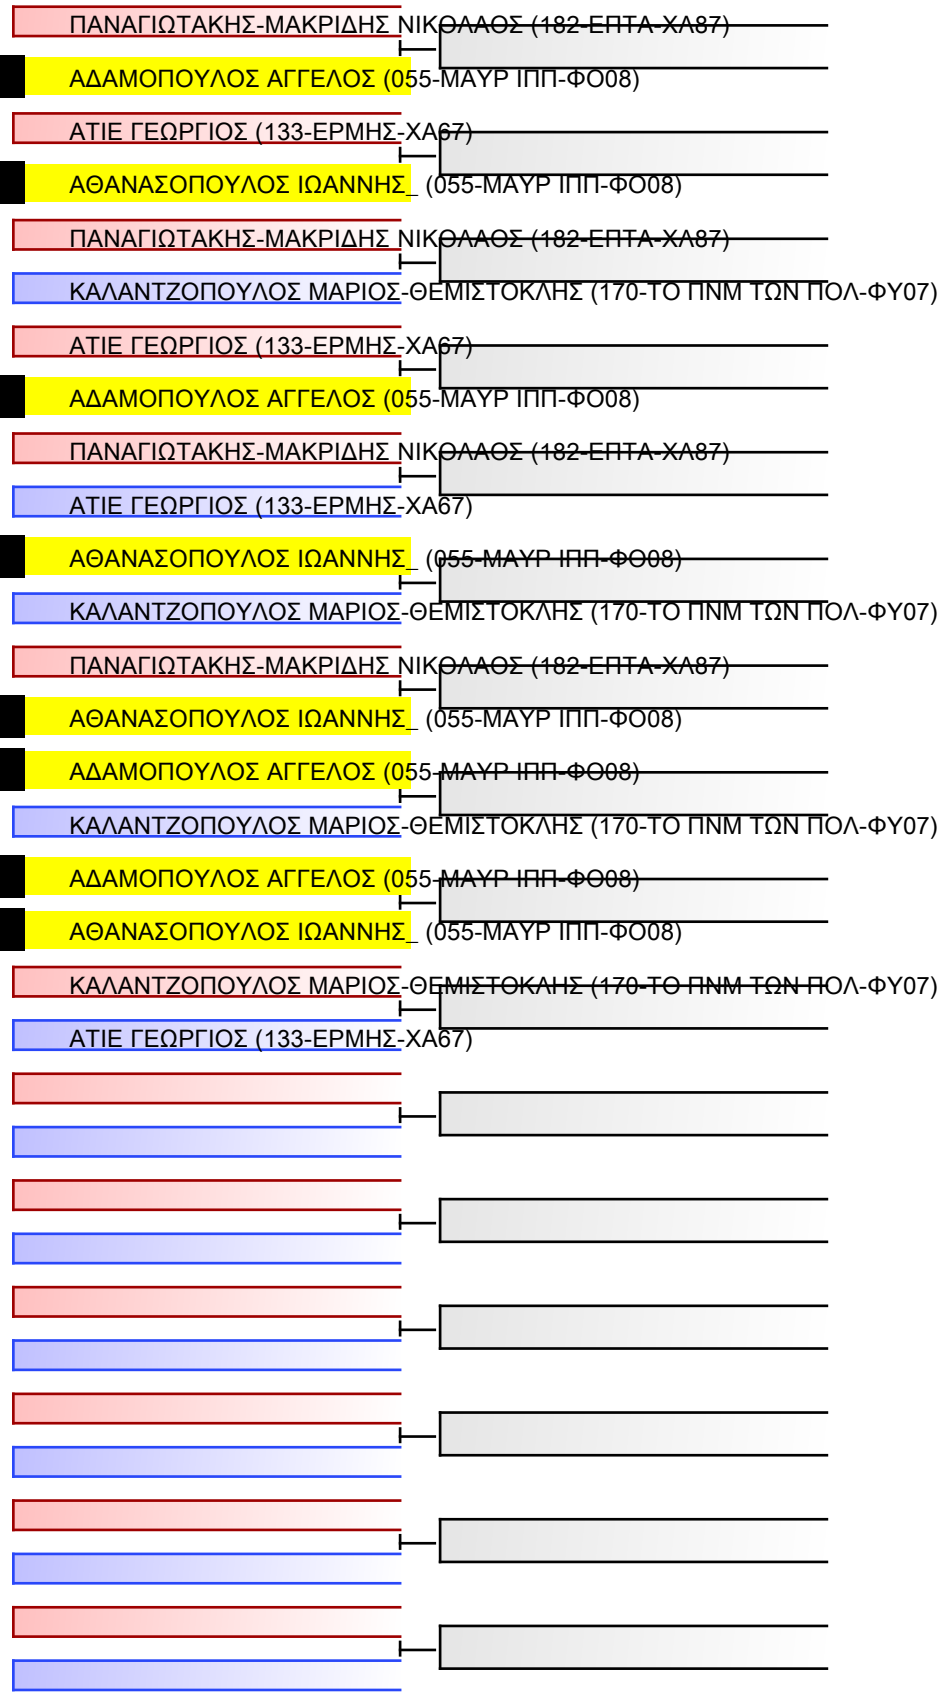 ΠΑΝΑΓΙΩΤΑΚΗΣ-ΜΑΚΡΙΔΗΣ ΝΙΚΟΛΑΟΣ (182-ΕΠΤΑ-ΧΛ87)
ΑΔΑΜΟΠΟΥΛΟΣ ΑΓΓΕΛΟΣ (055-ΜΑΥΡ ΙΠΠ-ΦΟ08)
ΑΤΙΕ ΓΕΩΡΓΙΟΣ (133-ΕΡΜΗΣ-ΧΑ67)
ΑΘΑΝΑΣΟΠΟΥΛΟΣ ΙΩΑΝΝΗΣ_ (055-ΜΑΥΡ ΙΠΠ-ΦΟ08)
ΠΑΝΑΓΙΩΤΑΚΗΣ-ΜΑΚΡΙΔΗΣ ΝΙΚΟΛΑΟΣ (182-ΕΠΤΑ-ΧΛ87)
ΚΑΛΑΝΤΖΟΠΟΥΛΟΣ ΜΑΡΙΟΣ-ΘΕΜΙΣΤΟΚΛΗΣ (170-ΤΟ ΠΝΜ ΤΩΝ ΠΟΛ-ΦΥ07)
ΑΤΙΕ ΓΕΩΡΓΙΟΣ (133-ΕΡΜΗΣ-ΧΑ67)
ΑΔΑΜΟΠΟΥΛΟΣ ΑΓΓΕΛΟΣ (055-ΜΑΥΡ ΙΠΠ-ΦΟ08)
ΠΑΝΑΓΙΩΤΑΚΗΣ-ΜΑΚΡΙΔΗΣ ΝΙΚΟΛΑΟΣ (182-ΕΠΤΑ-ΧΛ87)
ΑΤΙΕ ΓΕΩΡΓΙΟΣ (133-ΕΡΜΗΣ-ΧΑ67)
ΑΘΑΝΑΣΟΠΟΥΛΟΣ ΙΩΑΝΝΗΣ_ (055-ΜΑΥΡ ΙΠΠ-ΦΟ08)
ΚΑΛΑΝΤΖΟΠΟΥΛΟΣ ΜΑΡΙΟΣ-ΘΕΜΙΣΤΟΚΛΗΣ (170-ΤΟ ΠΝΜ ΤΩΝ ΠΟΛ-ΦΥ07)
ΠΑΝΑΓΙΩΤΑΚΗΣ-ΜΑΚΡΙΔΗΣ ΝΙΚΟΛΑΟΣ (182-ΕΠΤΑ-ΧΛ87)
ΑΘΑΝΑΣΟΠΟΥΛΟΣ ΙΩΑΝΝΗΣ_ (055-ΜΑΥΡ ΙΠΠ-ΦΟ08)
ΑΔΑΜΟΠΟΥΛΟΣ ΑΓΓΕΛΟΣ (055-ΜΑΥΡ ΙΠΠ-ΦΟ08)
ΚΑΛΑΝΤΖΟΠΟΥΛΟΣ ΜΑΡΙΟΣ-ΘΕΜΙΣΤΟΚΛΗΣ (170-ΤΟ ΠΝΜ ΤΩΝ ΠΟΛ-ΦΥ07)
ΑΔΑΜΟΠΟΥΛΟΣ ΑΓΓΕΛΟΣ (055-ΜΑΥΡ ΙΠΠ-ΦΟ08)
ΑΘΑΝΑΣΟΠΟΥΛΟΣ ΙΩΑΝΝΗΣ_ (055-ΜΑΥΡ ΙΠΠ-ΦΟ08)
ΚΑΛΑΝΤΖΟΠΟΥΛΟΣ ΜΑΡΙΟΣ-ΘΕΜΙΣΤΟΚΛΗΣ (170-ΤΟ ΠΝΜ ΤΩΝ ΠΟΛ-ΦΥ07)
ΑΤΙΕ ΓΕΩΡΓΙΟΣ (133-ΕΡΜΗΣ-ΧΑ67)